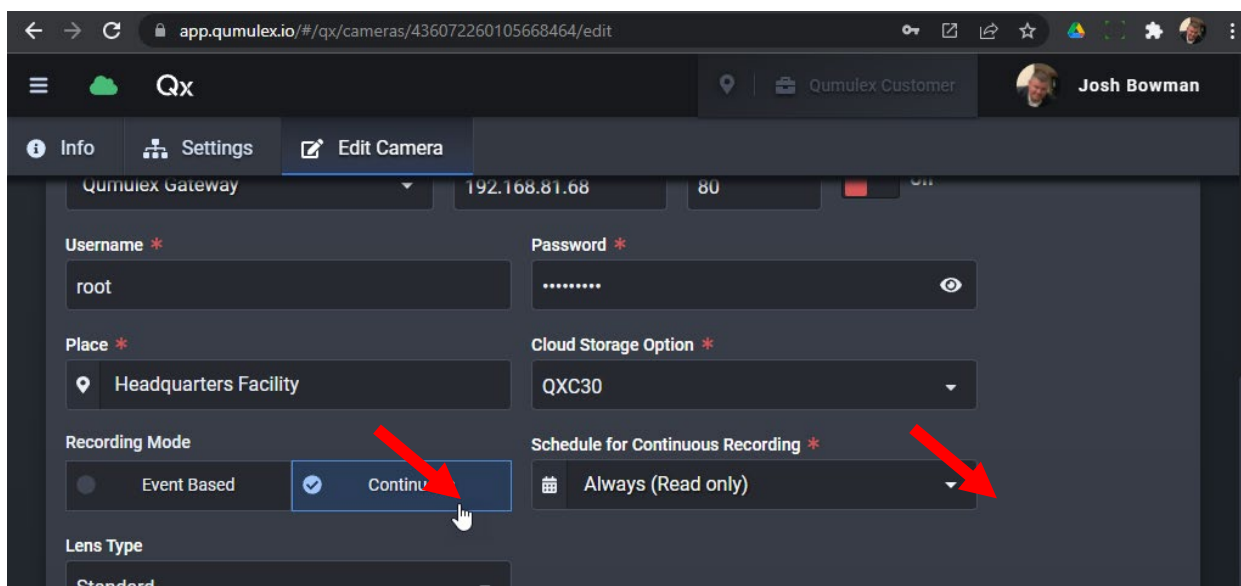 app.qumulex.io/#/qx/cameras/436072260105668464/edit
Qx Qumulex Customer Josh Bowman
Info Settings Edit Camera
Qumulex Gateway 192.168.81.68 80 Off
Username * Password *
root •••••••••
Place * Cloud Storage Option *
Headquarters Facility QXC30
Recording Mode Schedule for Continuous Recording *
Event Based Always (Read only)
Lens Type
Standard